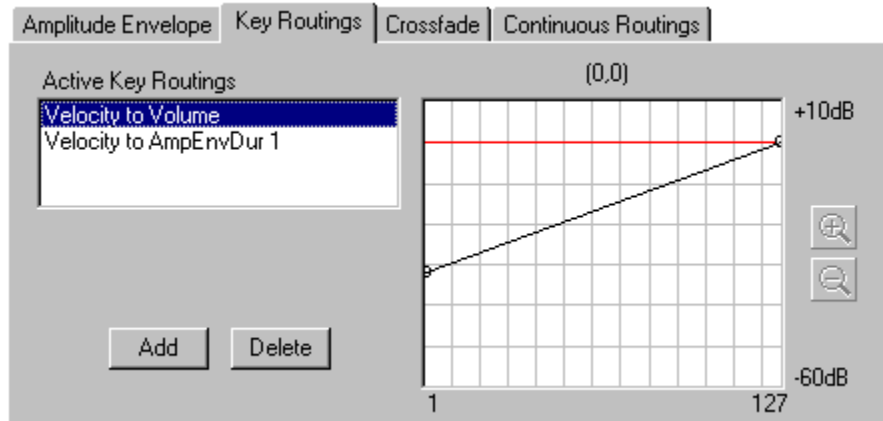 Amplitude Envelope Key Routings Crossfade Continuous Routings
Active Key Routings
(0,0)
Velocity to Volume
+10dB
Velocity to AmpEnvDur 1
Add Delete
-60dB
1 127